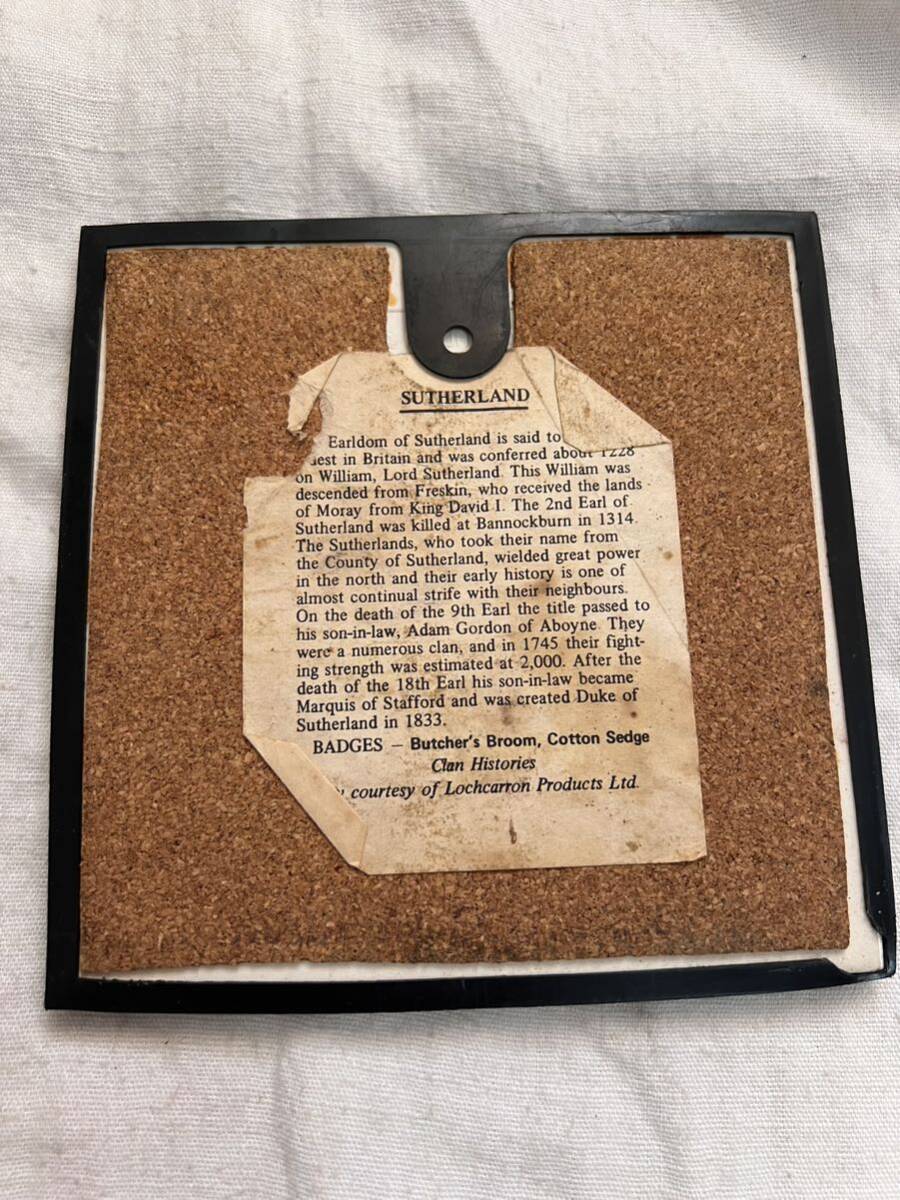 SUTHERLAND
Earldom of Sutherland is said to
est in Britain and was conferred about 1228
on William, Lord Sutherland. This William was
descended from Freskin, who received the lands
of Moray from King David I. The 2nd Earl of
Sutherland was killed at Bannockburn in 1314.
The Sutherlands, who took their name from
the County of Sutherland, wielded great power
in the north and their early history is one of
almost continual strife with their neighbours.
On the death of the 9th Earl the title passed to
his son-in-law, Adam Gordon of Aboyne. They
were a numerous clan, and in 1745 their fight-
ing strength was estimated at 2,000. After the
death of the 18th Earl his son-in-law became
Marquis of Stafford and was created Duke of
Sutherland in 1833.
BADGES – Butcher's Broom, Cotton Sedge
Clan Histories
courtesy of Lochcarron Products Ltd.